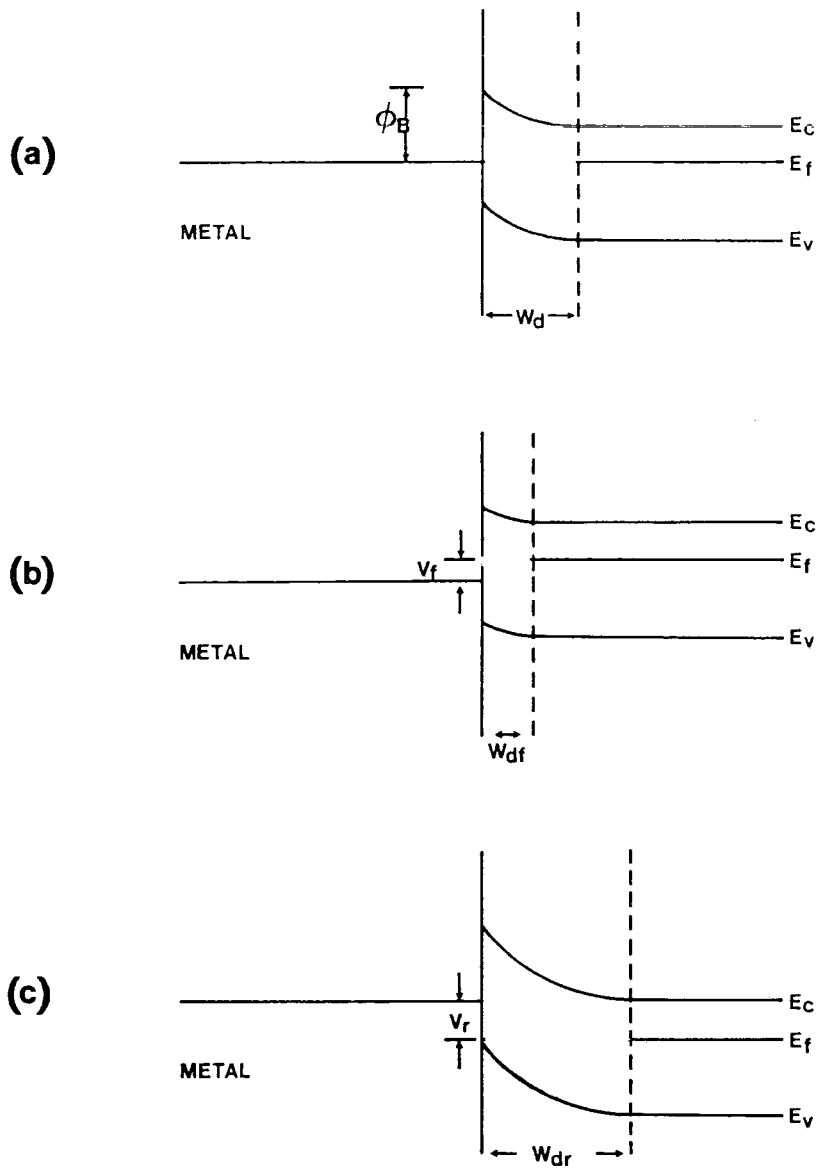 (a)
ϕB
METAL
Ec
Ef
Ev
Wd
(b)
Vf
METAL
Ec
Ef
Ev
Wdf
(c)
Vr
METAL
Ec
Ef
Ev
Wdr